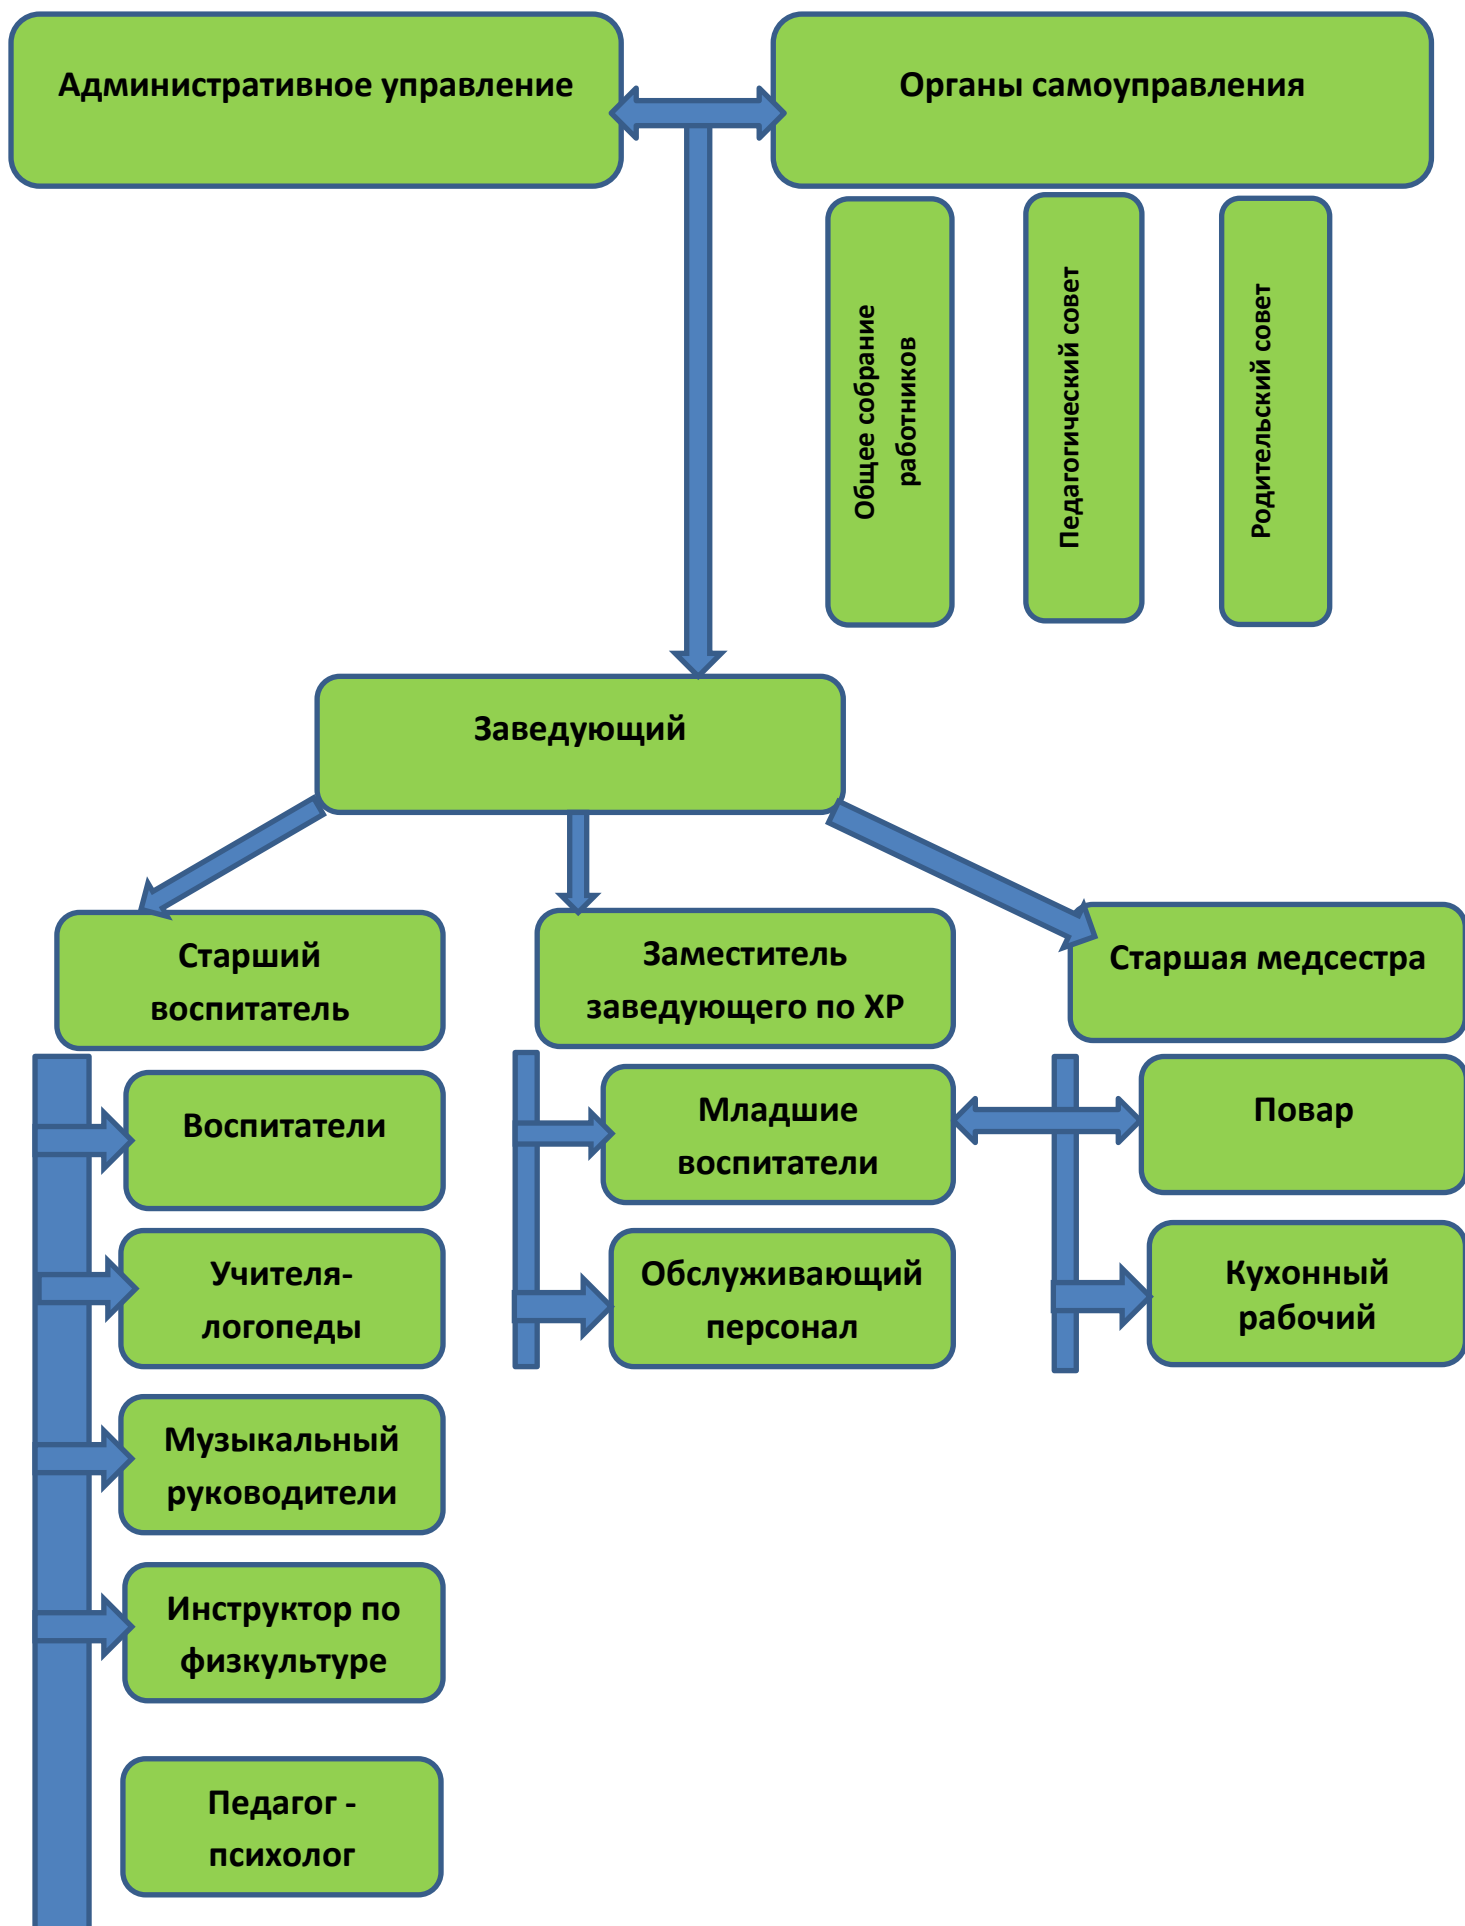 Административное управление
Органы самоуправления
Общее собрание
работников
Педагогический совет
Родительский совет
Заведующий
Старший
воспитатель
Заместитель
заведующего по ХР
Старшая медсестра
Воспитатели
Младшие
воспитатели
Повар
Учителя-
логопеды
Обслуживающий
персонал
Кухонный
рабочий
Музыкальный
руководители
Инструктор по
физкультуре
Педагог -
психолог